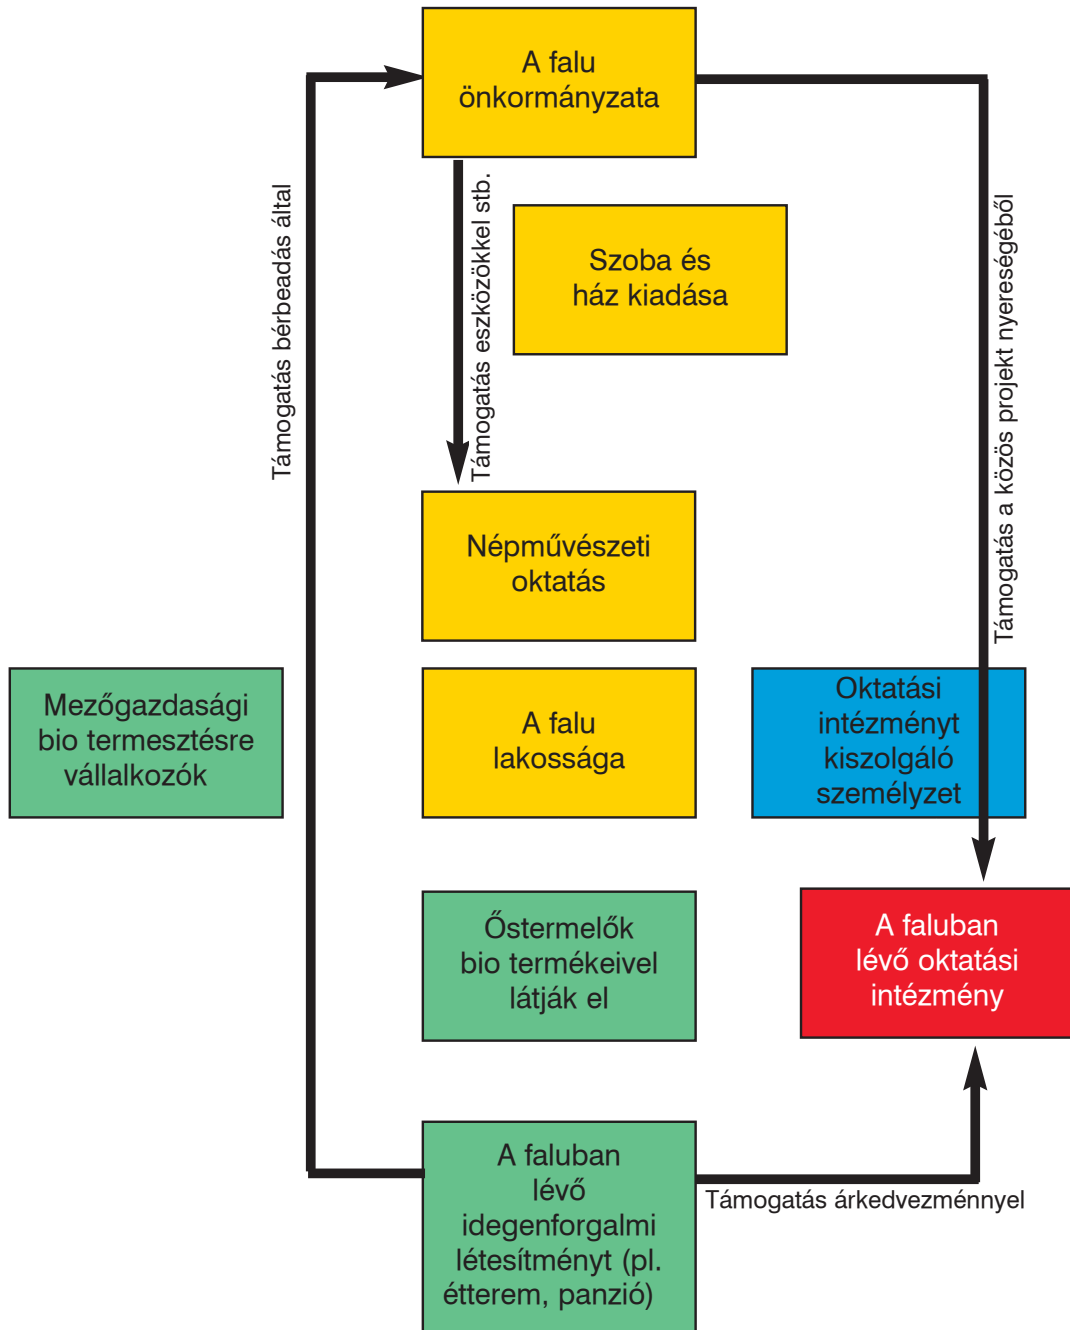 A falu
önkormányzata
Támogatás bérbeadás által
Támogatás eszközökkel stb.
Szoba és
ház kiadása
Támogatás a közös projekt nyereségéből
Népművészeti
oktatás
Mezőgazdasági
bio termesztésre
vállalkozók
A falu
lakossága
Oktatási
intézményt
kiszolgáló
személyzet
Őstermelők
bio termékeivel
látják el
A faluban
lévő oktatási
intézmény
A faluban
lévő
idegenforgalmi
létesítményt (pl.
étterem, panzió)
Támogatás árkedvezménnyel